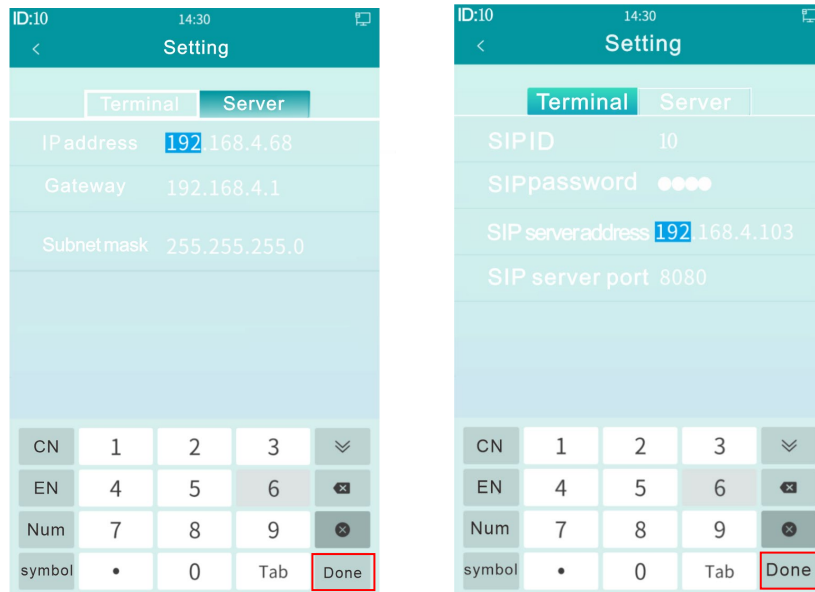 ID:10 14:30
Setting
Terminal Server
IPaddress 192.168.4.68
Gateway 192.168.4.1
Subnet mask 255.255.255.0
CN 1 2 3
EN 4 5 6
Num 7 8 9
symbol • 0 Tab Done
ID:10 14:30
Setting
Terminal Server
SIPID 10
SIPpassword ●●●●
SIP serveraddress 192.168.4.103
SIP server port 8080
CN 1 2 3
EN 4 5 6
Num 7 8 9
symbol • 0 Tab Done